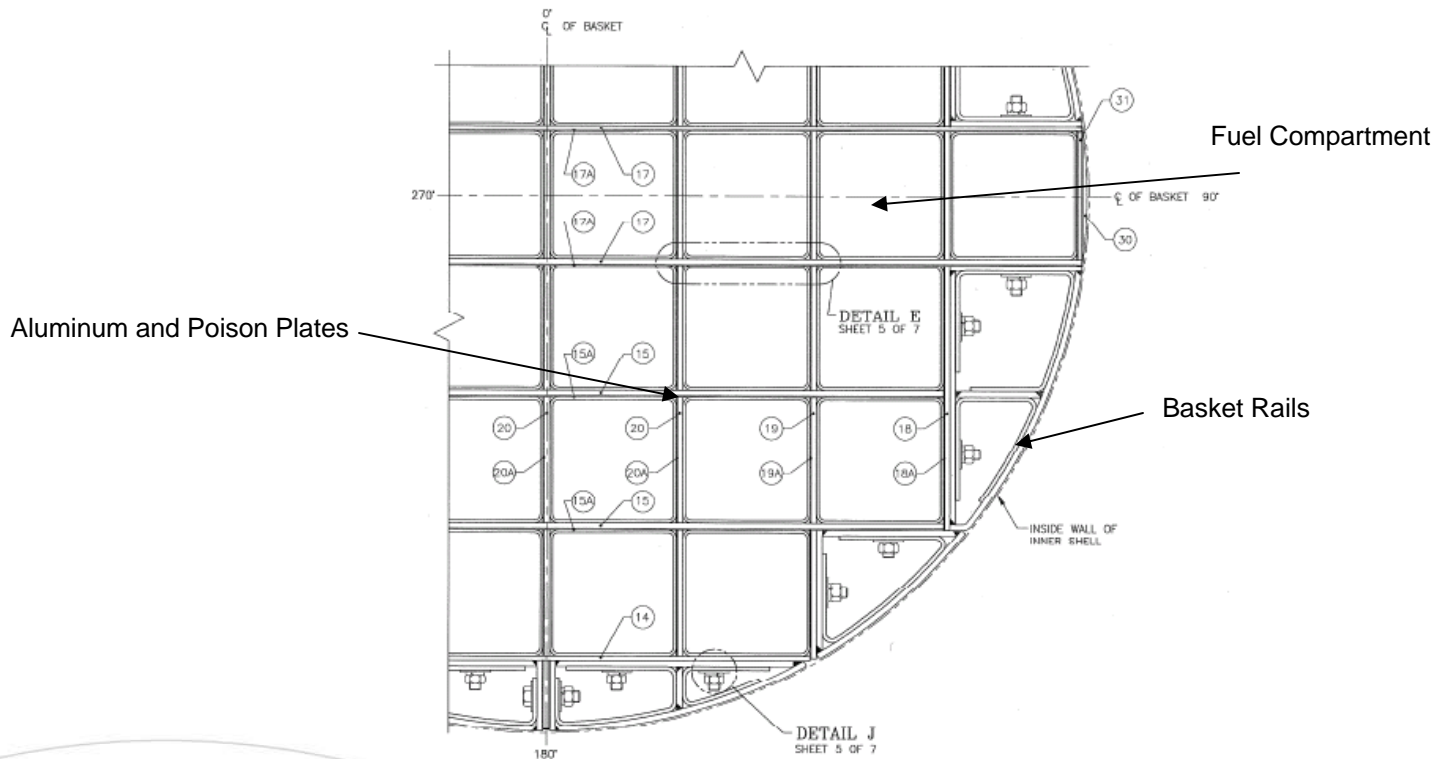 0°
℄ OF BASKET
31
Fuel Compartment
17A
17
270°
℄ OF BASKET 90°
17A
17
30
DETAIL E
SHEET 5 OF 7
Aluminum and Poison Plates
15A
15
Basket Rails
20
20
19
18
20A
20A
19A
18A
15A
15
INSIDE WALL OF
INNER SHELL
14
DETAIL J
SHEET 5 OF 7
180°